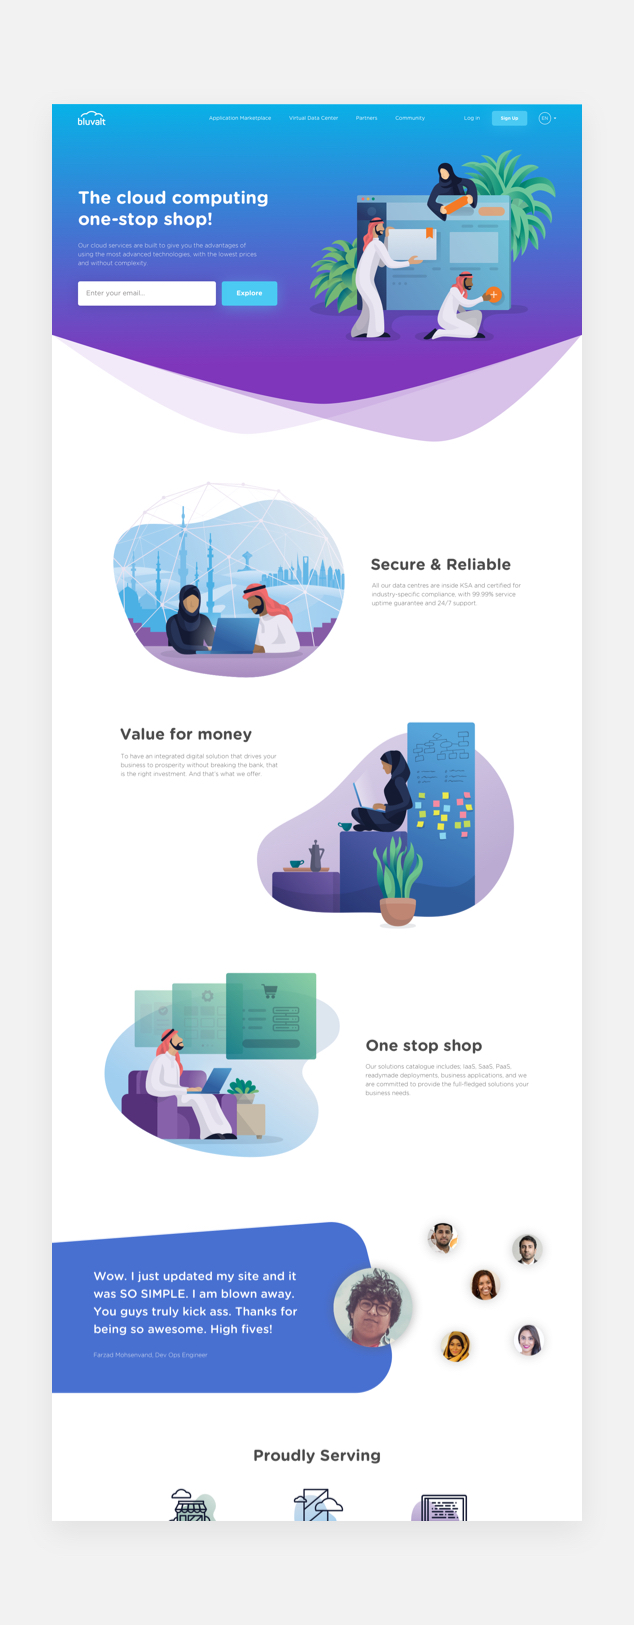 bluvalt
Application Marketplace
Virtual Data Center
Partners
Community
Log in
Sign Up
EN
The cloud computing
one-stop shop!
Our cloud services are built to give you the advantages of
using the most advanced technologies, with the lowest prices
and without complexity.
Enter your email...
Explore
Secure & Reliable
All our data centres are inside KSA and certified for
industry-specific compliance, with 99.99% service
uptime guarantee and 24/7 support.
Value for money
To have an integrated digital solution that drives your
business to prosperity without breaking the bank, that
is the right investment. And that's what we offer.
One stop shop
Our solutions catalogue includes, IaaS, SaaS, PaaS,
readymade deployments, business applications, and we
are committed to provide the full-fledged solutions your
business needs.
Wow. I just updated my site and it
was SO SIMPLE. I am blown away.
You guys truly kick ass. Thanks for
being so awesome. High fives!
Farzad Mohsenvand, Dev Ops Engineer
Proudly Serving